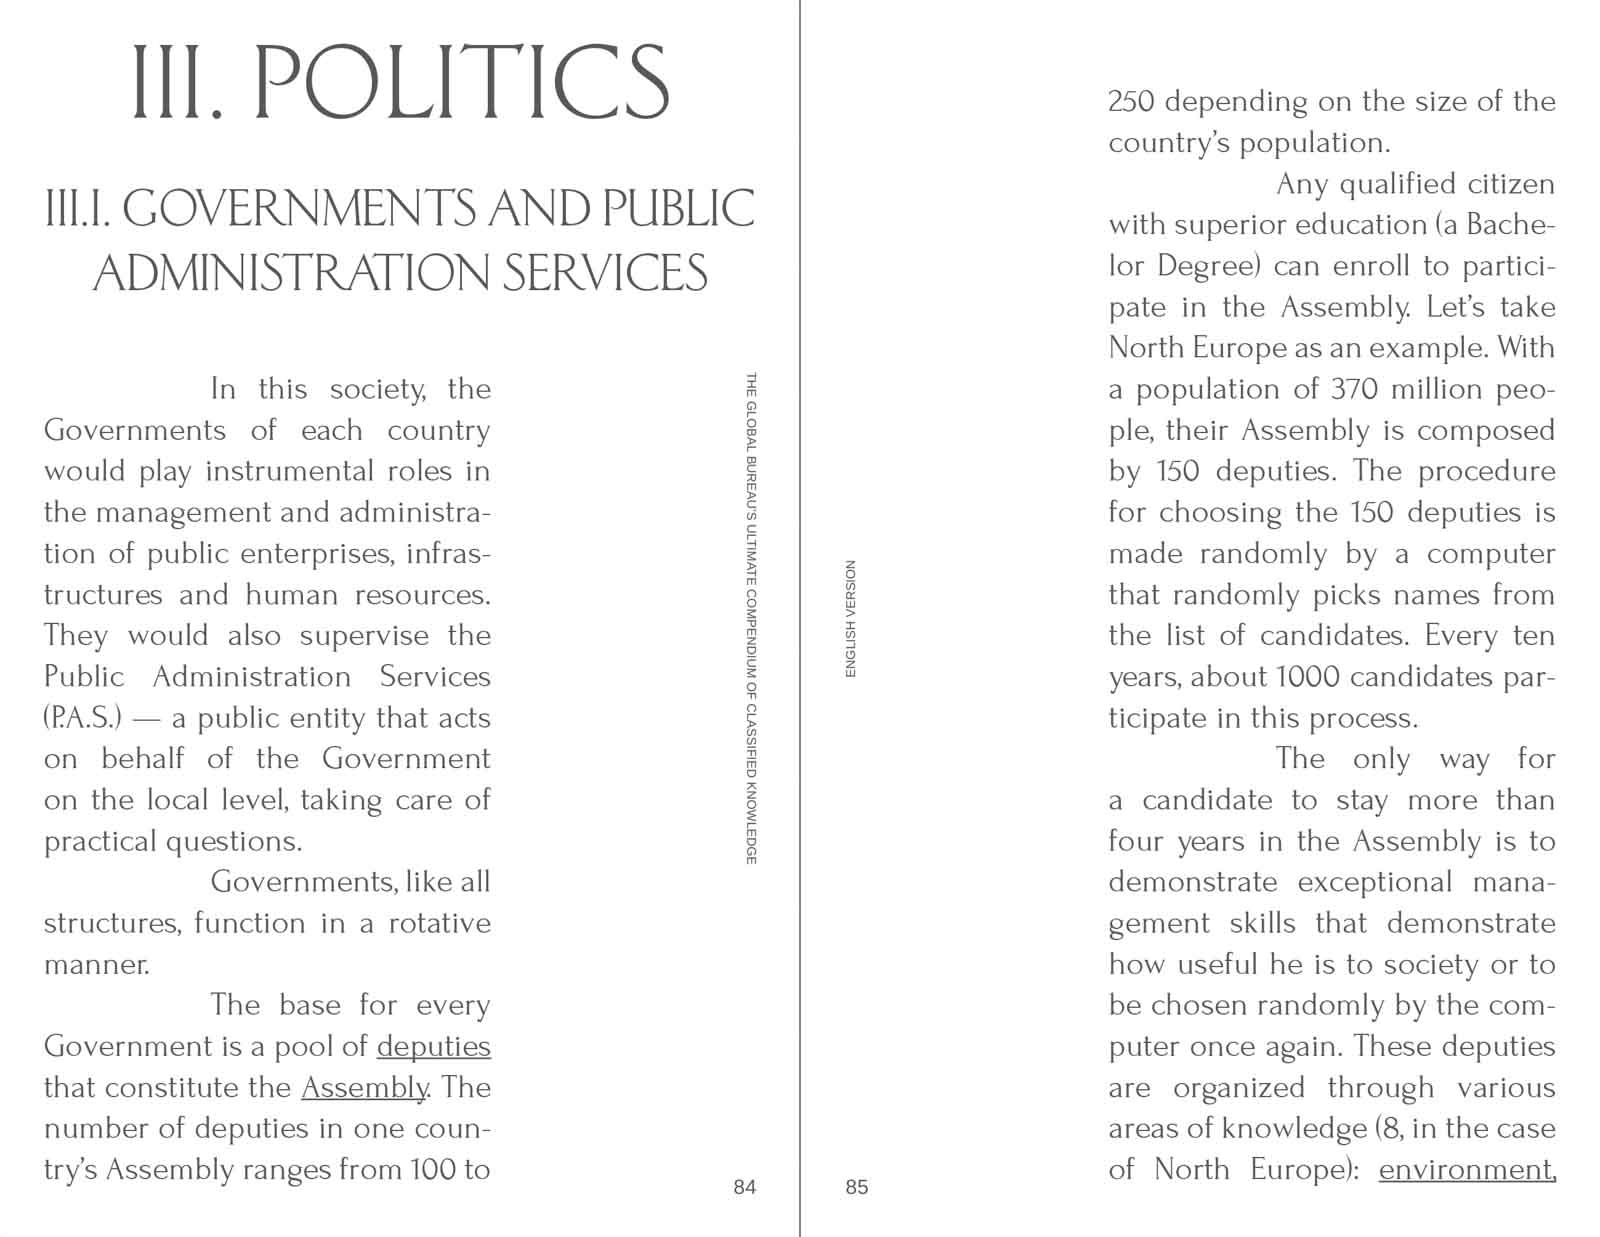 III. POLITICS
III.I. GOVERNMENTS AND PUBLIC
ADMINISTRATION SERVICES
In this society, the
Governments of each country
would play instrumental roles in
the management and administra-
tion of public enterprises, infras-
tructures and human resources.
They would also supervise the
Public Administration Services
(P.A.S.) — a public entity that acts
on behalf of the Government
on the local level, taking care of
practical questions.
Governments, like all
structures, function in a rotative
manner.
The base for every
Government is a pool of deputies
that constitute the Assembly. The
number of deputies in one coun-
try’s Assembly ranges from 100 to
THE GLOBAL BUREAU'S ULTIMATE COMPENDIUM OF CLASSIFIED KNOWLEDGE
84
ENGLISH VERSION
85
250 depending on the size of the
country’s population.
Any qualified citizen
with superior education (a Bache-
lor Degree) can enroll to partici-
pate in the Assembly. Let’s take
North Europe as an example. With
a population of 370 million peo-
ple, their Assembly is composed
by 150 deputies. The procedure
for choosing the 150 deputies is
made randomly by a computer
that randomly picks names from
the list of candidates. Every ten
years, about 1000 candidates par-
ticipate in this process.
The only way for
a candidate to stay more than
four years in the Assembly is to
demonstrate exceptional mana-
gement skills that demonstrate
how useful he is to society or to
be chosen randomly by the com-
puter once again. These deputies
are organized through various
areas of knowledge (8, in the case
of North Europe): environment,